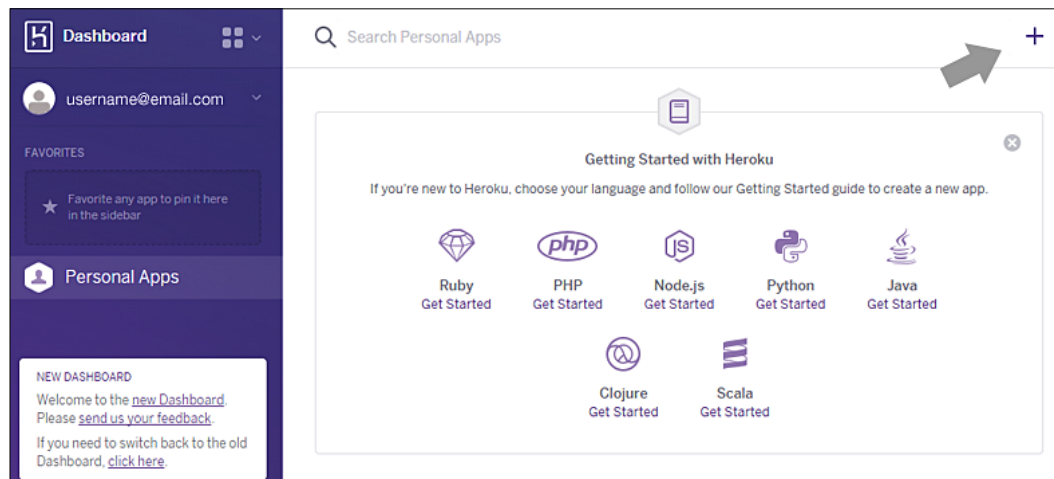 Dashboard
Search Personal Apps
username@email.com
FAVORITES
Favorite any app to pin it here
in the sidebar
Personal Apps
NEW DASHBOARD
Welcome to the new Dashboard.
Please send us your feedback.
If you need to switch back to the old
Dashboard, click here.
Getting Started with Heroku
If you're new to Heroku, choose your language and follow our Getting Started guide to create a new app.
php
JS
Ruby
PHP
Node.js
Python
Java
Get Started
Get Started
Get Started
Get Started
Get Started
Clojure
Scala
Get Started
Get Started